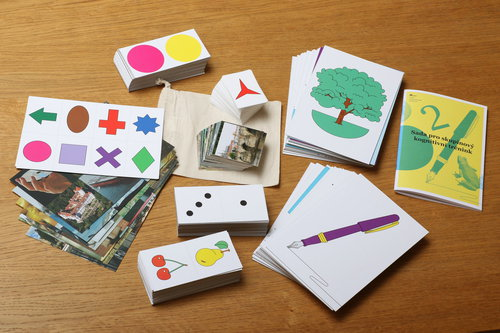 2
Sada pro skupinový
kognitivní trénink